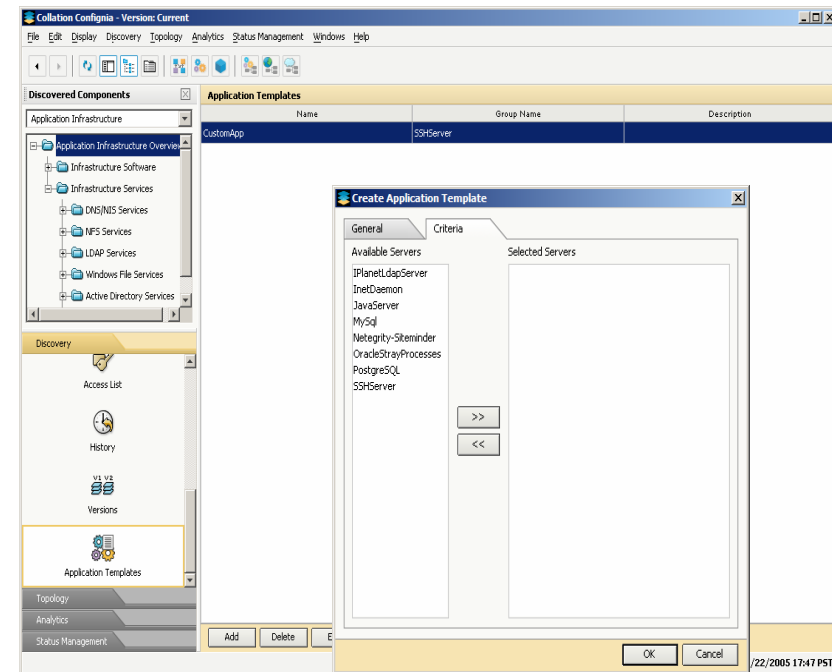 Collation Confignia - Version: Current
File Edit Display Discovery Topology Analytics Status Management Windows Help
Discovered Components
Application Infrastructure
Application Infrastructure Overview
Infrastructure Software
Infrastructure Services
DNS/NIS Services
NFS Services
LDAP Services
Windows File Services
Active Directory Services
Discovery
Access List
History
V1 V2
Versions
Application Templates
Topology
Analytics
Status Management
Application Templates
Name Group Name Description
CustomApp SSHServer
Create Application Template
General Criteria
Available Servers Selected Servers
IPlanetLdapServer
InetDaemon
JavaServer
MySql
Netegrity-Siteminder
OracleStrayProcesses
PostgreSQL
SSHServer
>>
<<
OK Cancel
Add Delete E
/22/2005 17:47 PST